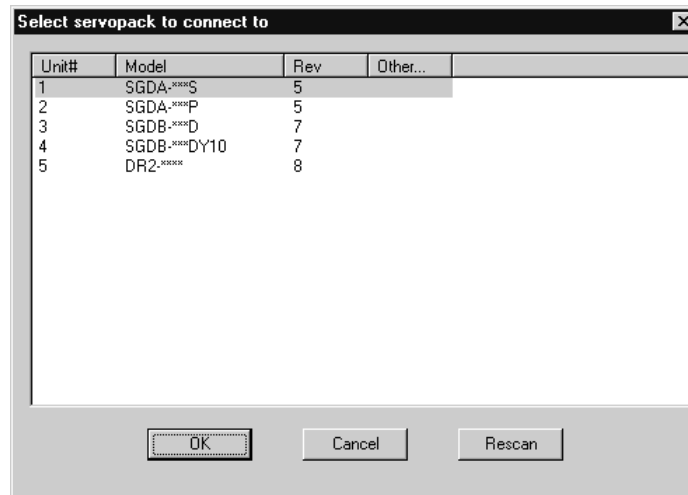 Select servopack to connect to
Unit# Model Rev Other...
1 SGDA-***S 5
2 SGDA-***P 5
3 SGDB-***D 7
4 SGDB-***DY10 7
5 DR2-**** 8
OK Cancel Rescan